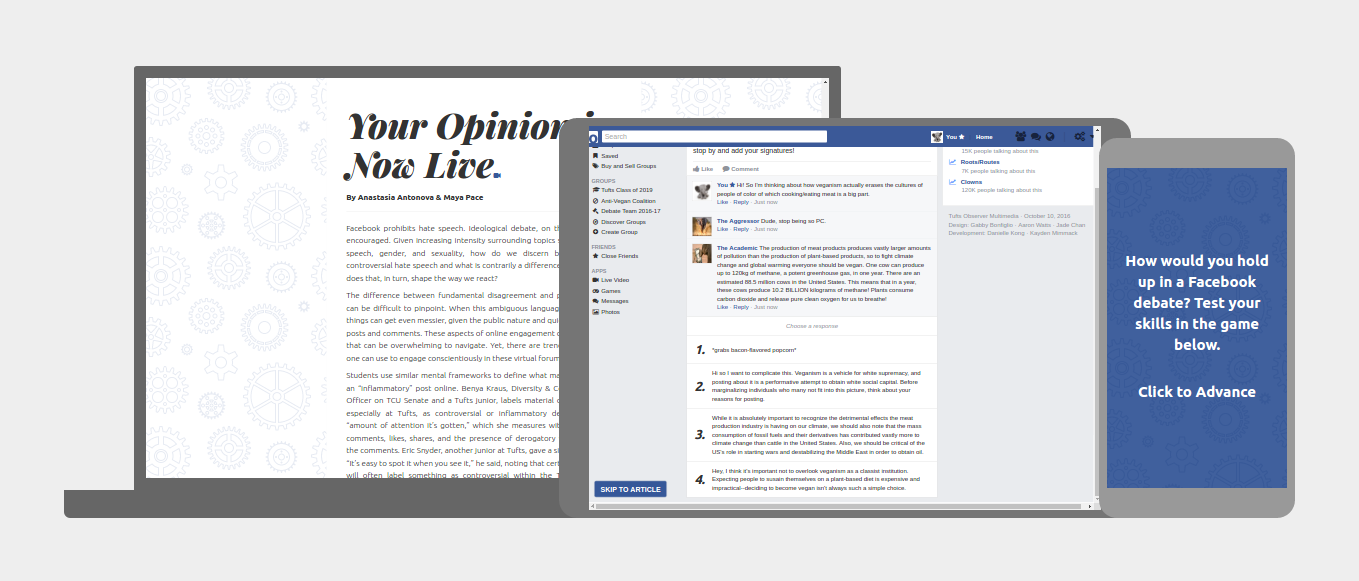 Your Opinion i
Now Live.
By Anastasia Antonova & Maya Pace
Facebook prohibits hate speech. Ideological debate, on th
encouraged. Given increasing intensity surrounding topics
speech, gender, and sexuality, how do we discern b
controversial hate speech and what is contrarily a difference
does that, in turn, shape the way we react?
The difference between fundamental disagreement and p
can be difficult to pinpoint. When this ambiguous languag
things can get even messier, given the public nature and qui
posts and comments. These aspects of online engagement c
that can be overwhelming to navigate. Yet, there are tren
one can use to engage conscientiously in these virtual forum
Students use similar mental frameworks to define what ma
an “inflammatory” post online. Benya Kraus, Diversity & C
Officer on TCU Senate and a Tufts junior, labels material c
especially at Tufts, as controversial or inflammatory de
“amount of attention it’s gotten,” which she measures wit
comments, likes, shares, and the presence of derogatory
the comments. Eric Snyder, another junior at Tufts, gave a si
“It’s easy to spot it when you see it,” he said, noting that cert
will often label something as controversial within the T
Search
You
Home
Saved
Buy and Sell Groups
GROUPS
Tufts Class of 2019
Anti-Vegan Coalition
Debate Team 2016-17
Discover Groups
Create Group
FRIENDS
Close Friends
APPS
Live Video
Games
Messages
Photos
SKIP TO ARTICLE
stop by and add your signatures!
Like Comment
You Hi! So I'm thinking about how veganism actually erases the cultures of
people of color of which cooking/eating meat is a big part.
Like · Reply · Just now
The Aggressor Dude, stop being so PC.
Like · Reply · Just now
The Academic The production of meat products produces vastly larger amounts
of pollution than the production of plant-based products, so to fight climate
change and global warming everyone should be vegan. One cow can produce
up to 120kg of methane, a potent greenhouse gas, in one year. There are an
estimated 88.5 million cows in the United States. This means that in a year,
these cows produce 10.2 BILLION kilograms of methane! Plants consume
carbon dioxide and release pure clean oxygen for us to breathe!
Like · Reply · Just now
Choose a response
1. *grabs bacon-flavored popcorn*
2. Hi so I want to complicate this. Veganism is a vehicle for white supremacy, and
posting about it is a performative attempt to obtain white social capital. Before
marginalizing individuals who many not fit into this picture, think about your
reasons for posting.
3. While it is absolutely important to recognize the detrimental effects the meat
production industry is having on our climate, we should also note that the mass
consumption of fossil fuels and their derivatives has contributed vastly more to
climate change than cattle in the United States. Also, we should be critical of the
US's role in starting wars and destabilizing the Middle East in order to obtain oil.
4. Hey, I think it's important not to overlook veganism as a classist institution.
Expecting people to susain themselves on a plant-based diet is expensive and
impractical--deciding to become vegan isn't always such a simple choice.
15K people talking about this
Roots/Routes
7K people talking about this
Clowns
120K people talking about this
Tufts Observer Multimedia · October 10, 2016
Design: Gabby Bonfiglio · Aaron Watts · Jade Chan
Development: Danielle Kong · Kayden Mimmack
How would you hold
up in a Facebook
debate? Test your
skills in the game
below.
Click to Advance